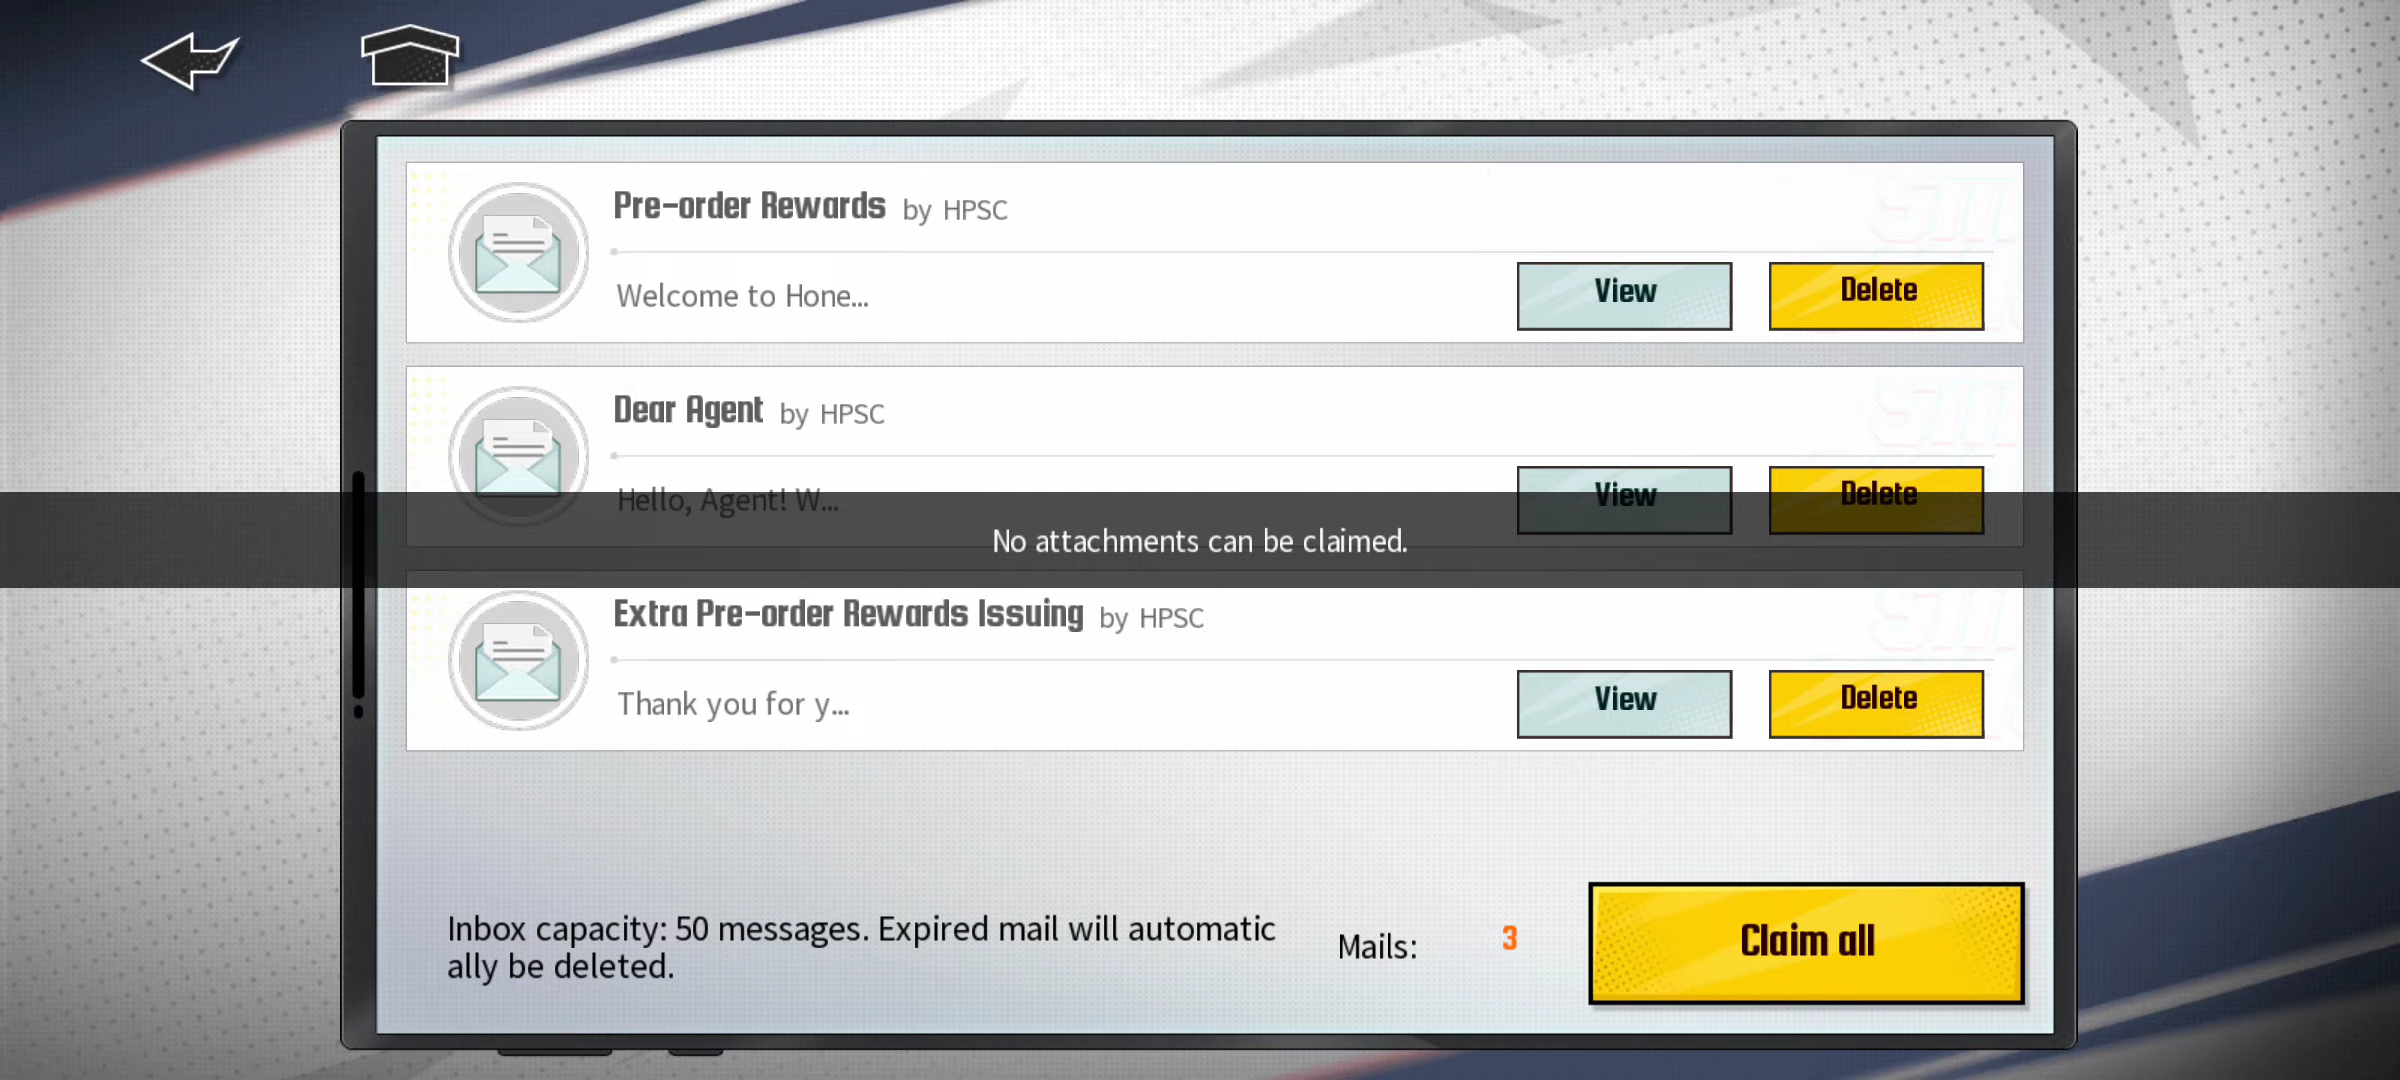 Pre-order Rewards by HPSC
Welcome to Hone...
View
Delete
Dear Agent by HPSC
Hello, Agent! W...
View
Delete
No attachments can be claimed.
Extra Pre-order Rewards Issuing by HPSC
Thank you for y...
View
Delete
Inbox capacity: 50 messages. Expired mail will automatic
ally be deleted.
Mails: 3
Claim all